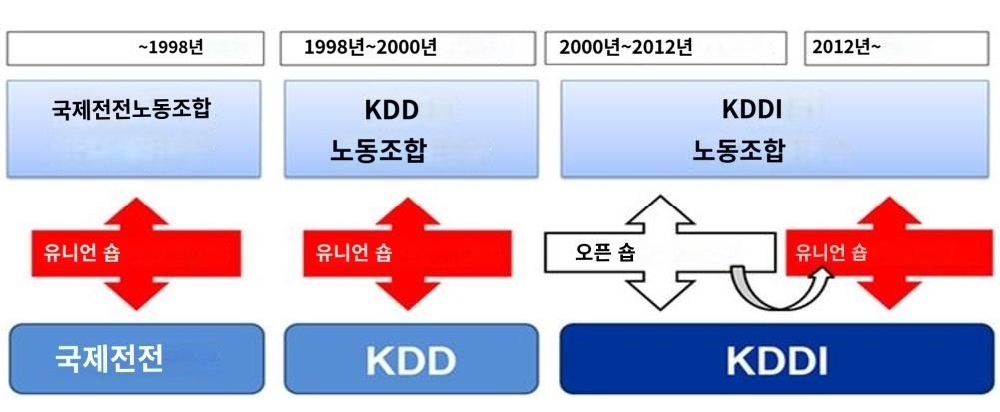 ~1998년
1998년~2000년
2000년~2012년
2012년~
국제전전노동조합
KDD
노동조합
KDDI
노동조합
유니언 숍
유니언 숍
오픈 숍
유니언 숍
국제전전
KDD
KDDI